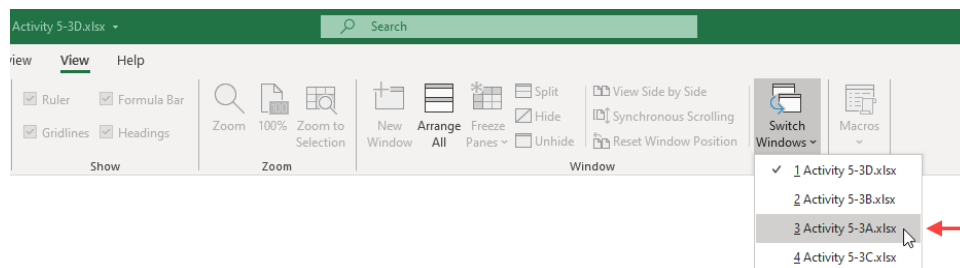 Activity 5-3D.xlsx
Search
view View Help
Ruler Formula Bar
Gridlines Headings
Show
Zoom 100% Zoom to Selection
Zoom
New Window Arrange All Freeze Panes
Split
Hide
Unhide
View Side by Side
Synchronous Scrolling
Reset Window Position
Window
Switch Windows
Macros
1 Activity 5-3D.xlsx
2 Activity 5-3B.xlsx
3 Activity 5-3A.xlsx
4 Activity 5-3C.xlsx